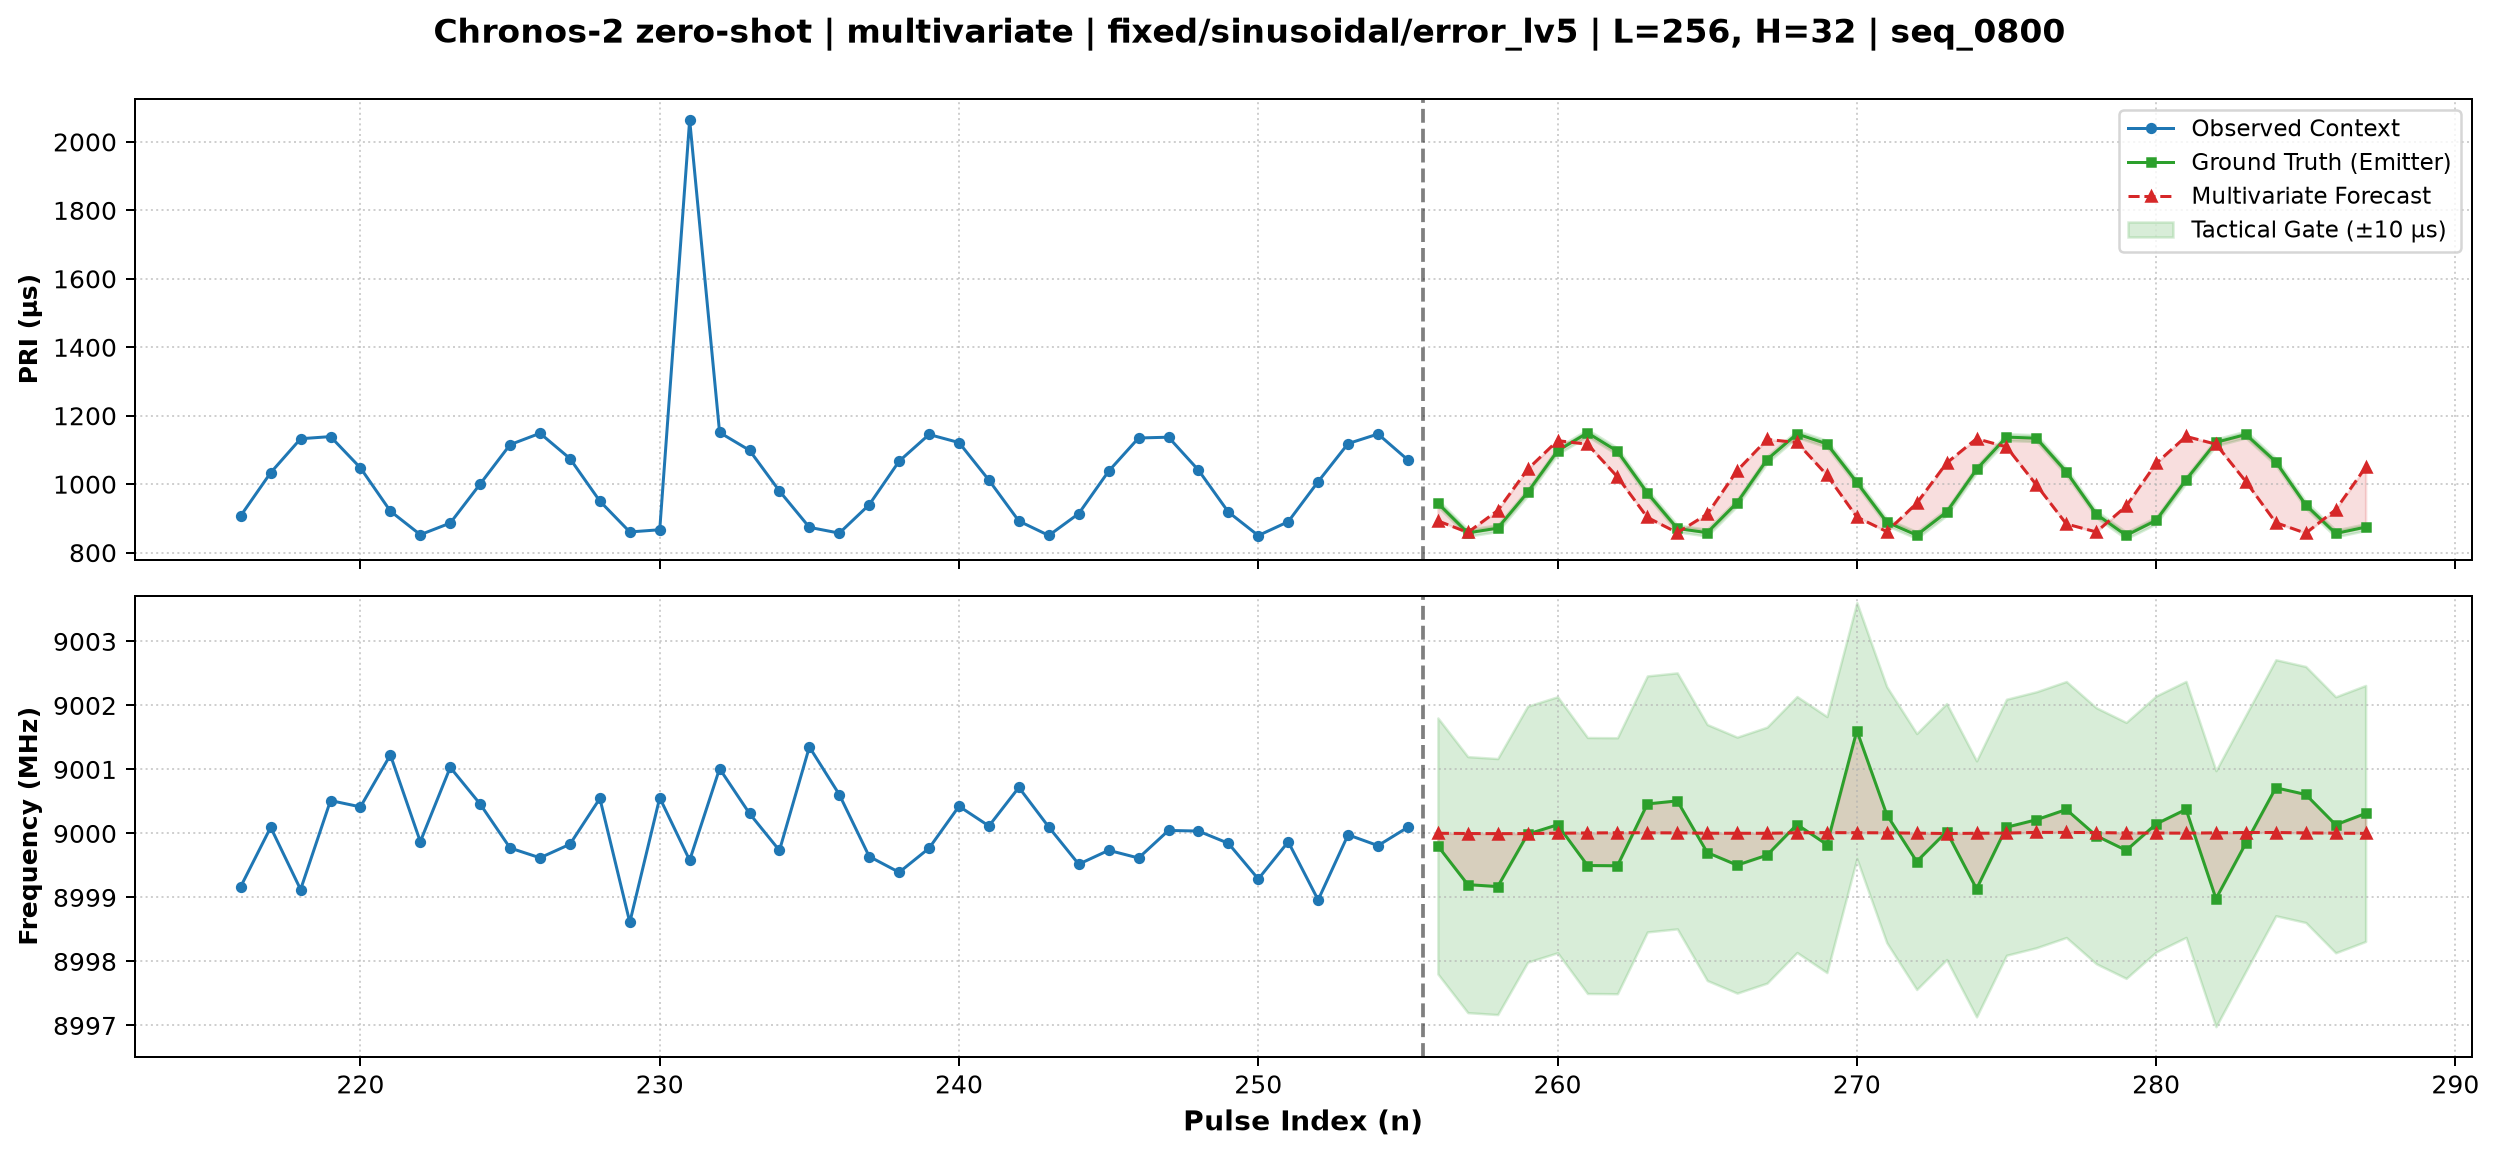 Chronos-2 zero-shot | multivariate | fixed/sinusoidal/error_lv5 | L=256, H=32 | seq_0800
PRI (µs)
2000
1800
1600
1400
1200
1000
800
Observed Context
Ground Truth (Emitter)
Multivariate Forecast
Tactical Gate (±10 µs)
Frequency (MHz)
9003
9002
9001
9000
8999
8998
8997
220 230 240 250 260 270 280 290
Pulse Index (n)